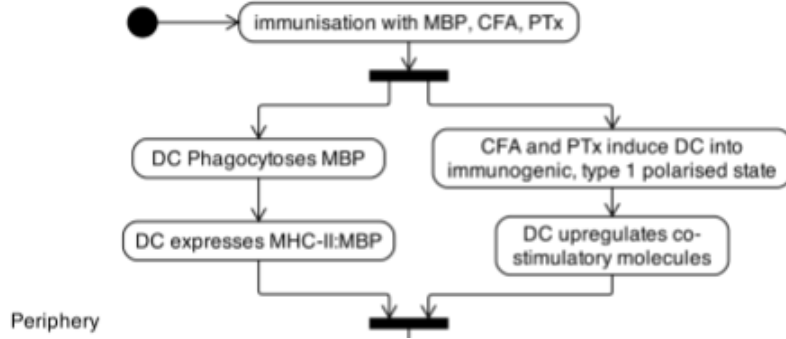 immunisation with MBP, CFA, PTx
DC Phagocytoses MBP
CFA and PTx induce DC into
immunogenic, type 1 polarised state
DC expresses MHC-II:MBP
DC upregulates co-
stimulatory molecules
Periphery